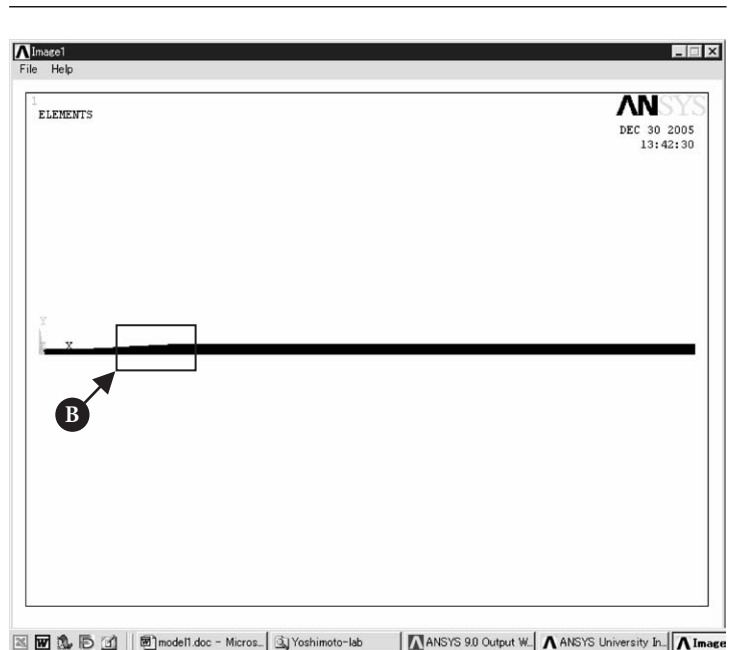 Image1
File Help
1
ELEMENTS
ANSYS
DEC 30 2005
13:42:30
Y
X
B
model1.doc - Micros... Yoshimoto-lab ANSYS 9.0 Output W... ANSYS University In... Image